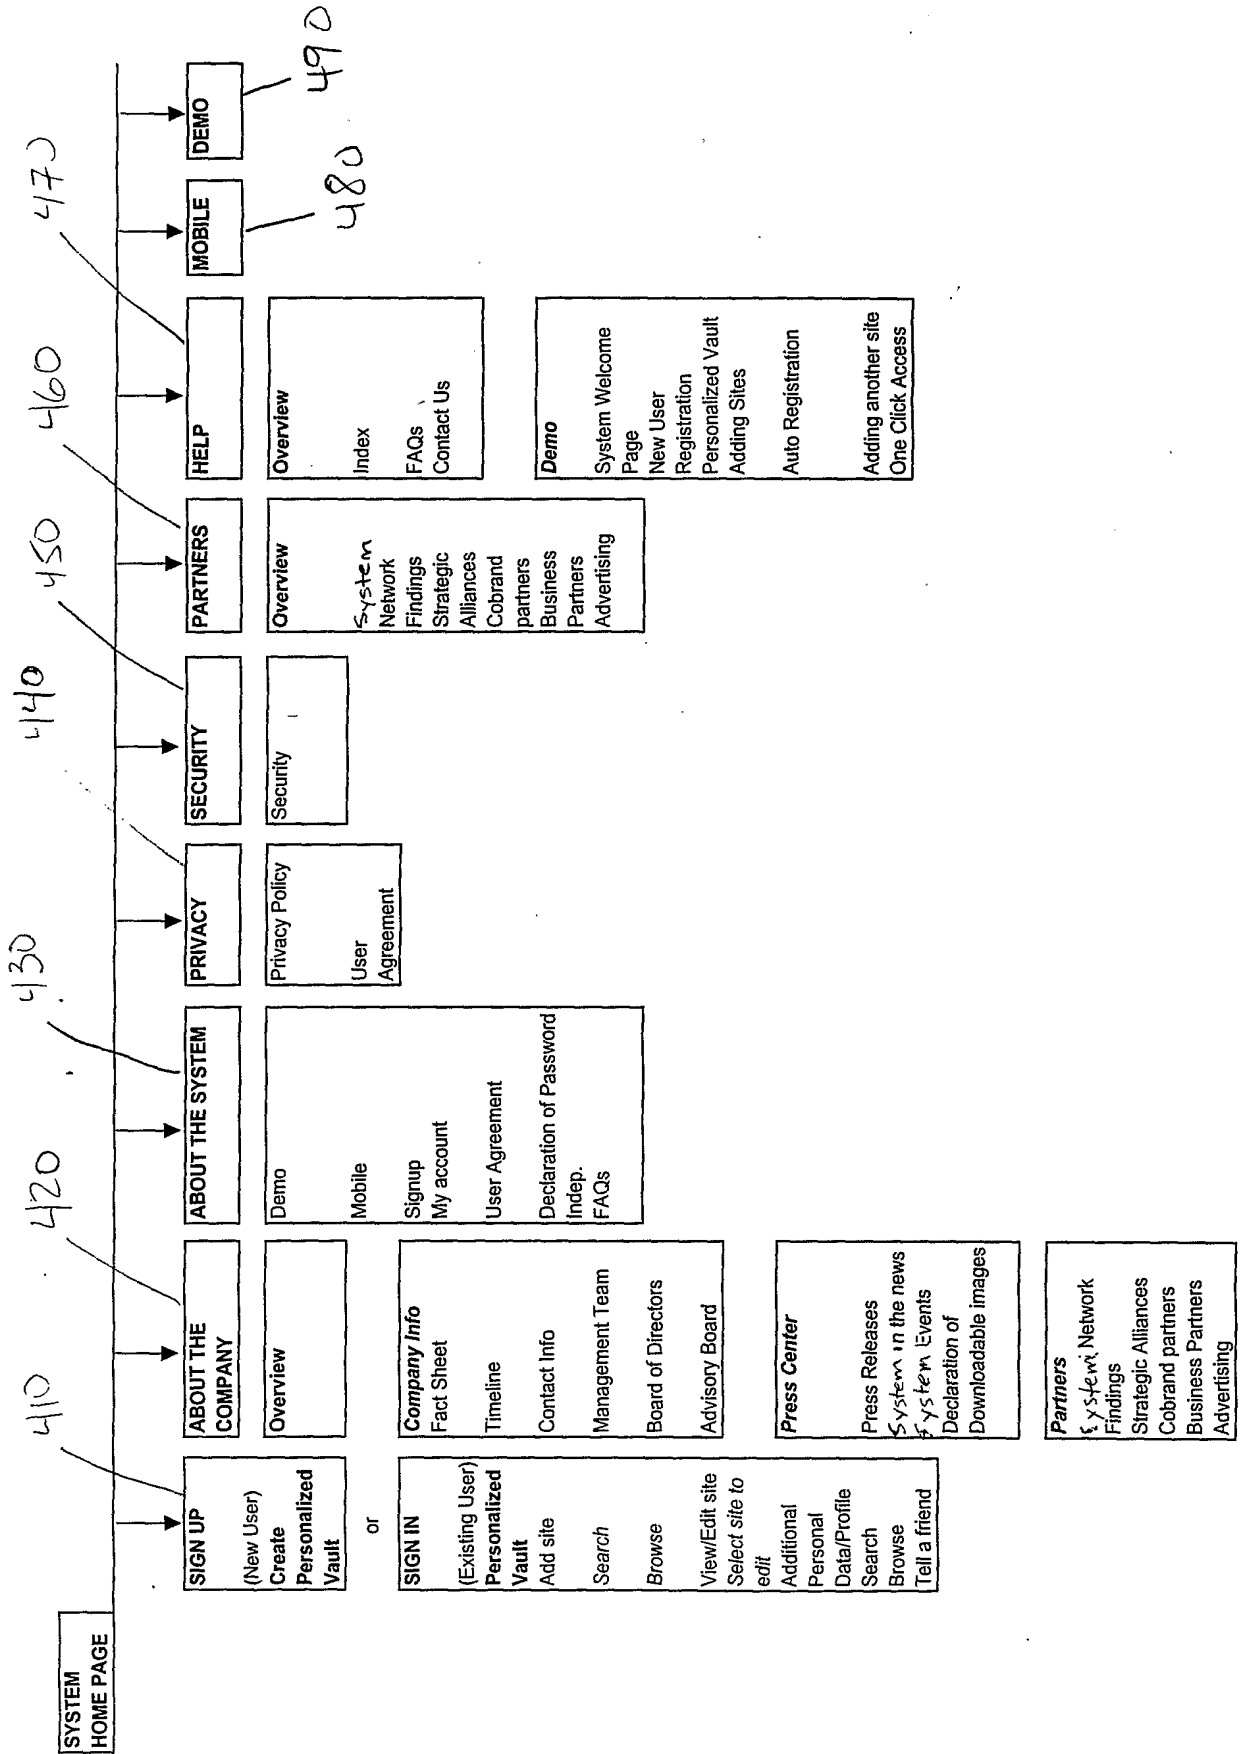 SYSTEM
HOME PAGE
410
SIGN UP
(New User)
Create
Personalized
Vault
or
SIGN IN
(Existing User)
Personalized
Vault
Add site
Search
Browse
View/Edit site
Select site to
edit
Additional
Personal
Data/Profile
Search
Browse
Tell a friend
420
ABOUT THE
COMPANY
Overview
Company Info
Fact Sheet
Timeline
Contact Info
Management Team
Board of Directors
Advisory Board
Press Center
Press Releases
System in the news
System Events
Declaration of
Downloadable images
Partners
System Network
Findings
Strategic Alliances
Cobrand partners
Business Partners
Advertising
430
ABOUT THE SYSTEM
Demo
Mobile
Signup
My account
User Agreement
Declaration of Password
Indep.
FAQs
440
PRIVACY
Privacy Policy
User
Agreement
450
SECURITY
Security
460
PARTNERS
Overview
System
Network
Findings
Strategic
Alliances
Cobrand
partners
Business
Partners
Advertising
470
HELP
Overview
Index
FAQs
Contact Us
Demo
System Welcome
Page
New User
Registration
Personalized Vault
Adding Sites
Auto Registration
Adding another site
One Click Access
MOBILE
480
DEMO
490